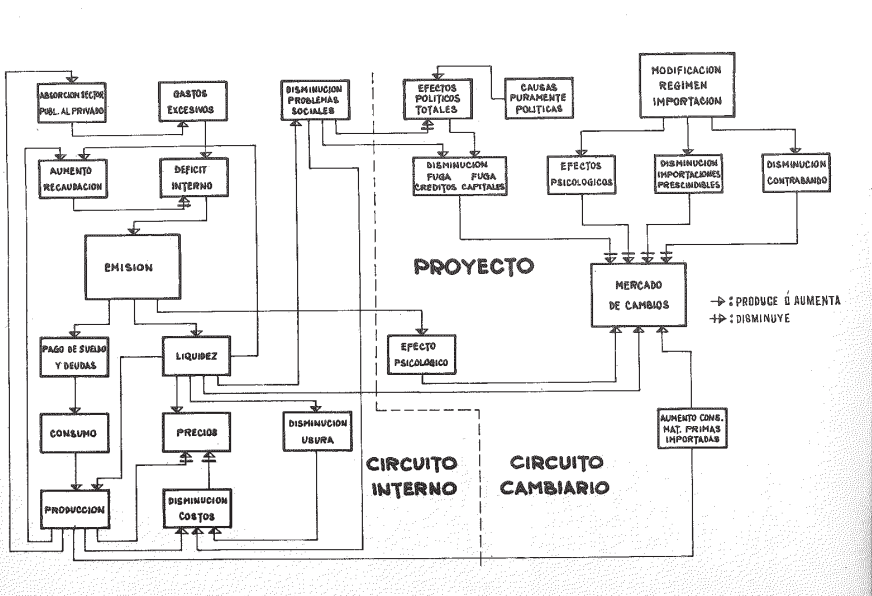 ABSORCION SECTOR
PUBL. AL PRIVADO
GASTOS
EXCESIVOS
DISMINUCION
PROBLEMAS
SOCIALES
EFECTOS
POLITICOS
TOTALES
CAUSAS
PURAMENTE
POLITICAS
MODIFICACION
REGIMEN
IMPORTACION
AUMENTO
RECAUDACION
DEFICIT
INTERNO
DISMINUCION
FUGA FUGA
CREDITOS CAPITALES
EFECTOS
PSICOLOGICOS
DISMINUCION
IMPORTACIONES
PRESCINDIBLES
DISMINUCION
CONTRABANDO
EMISION
PROYECTO
MERCADO
DE CAMBIOS
: PRODUCE Ó AUMENTA
: DISMINUYE
PAGO DE SUELDO
Y DEUDAS
LIQUIDEZ
EFECTO
PSICOLOGICO
CONSUMO
PRECIOS
DISMINUCION
USURA
AUMENTO CONS.
MAT. PRIMAS
IMPORTADAS
CIRCUITO
INTERNO
CIRCUITO
CAMBIARIO
PRODUCCION
DISMINUCION
COSTOS